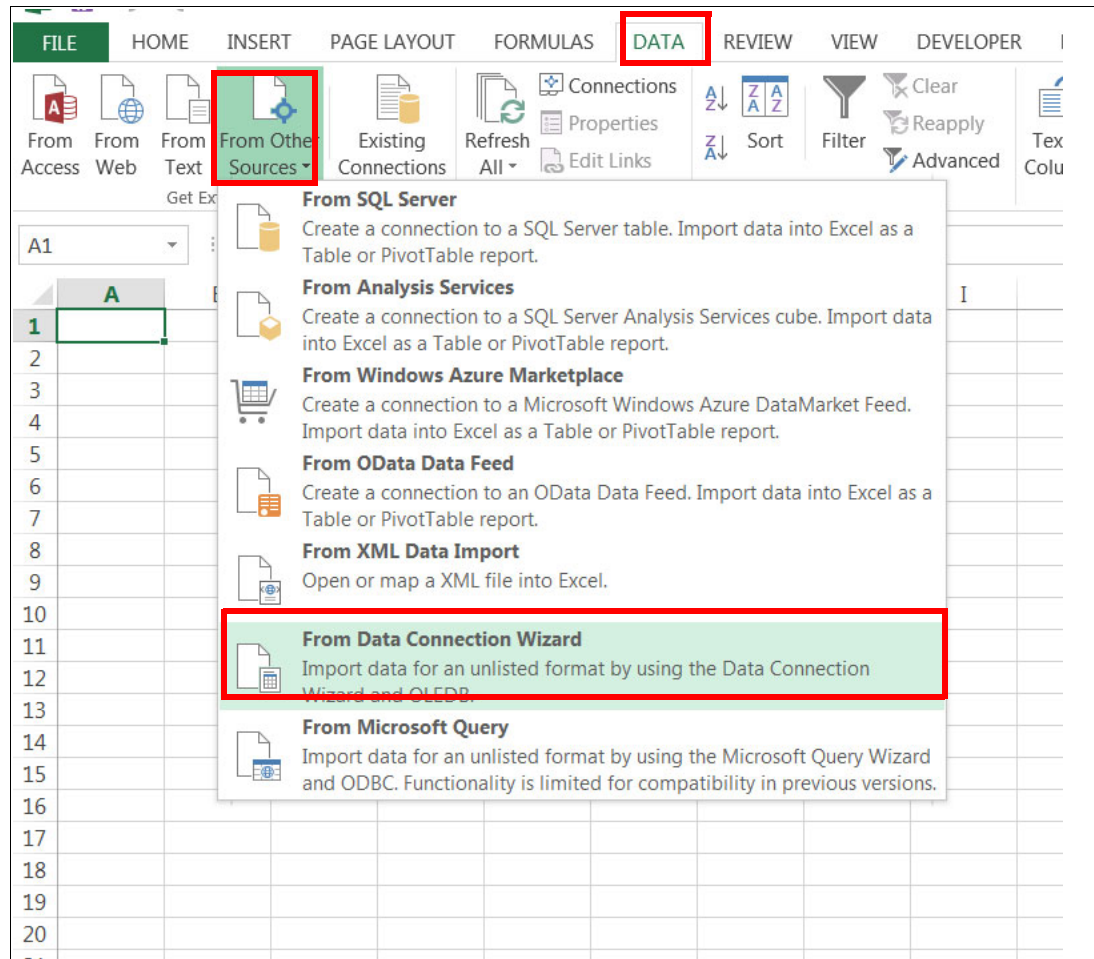 FILE HOME INSERT PAGE LAYOUT FORMULAS DATA REVIEW VIEW DEVELOPER
From Access
From Web
From Text
From Other Sources
Existing Connections
Refresh All
Connections
Properties
Edit Links
A Z
Z A
Z A
A Z
Sort
Filter
Clear
Reapply
Advanced
Tex
Colu
Get Ex
A1
A I
From SQL Server
Create a connection to a SQL Server table. Import data into Excel as a
Table or PivotTable report.
From Analysis Services
Create a connection to a SQL Server Analysis Services cube. Import data
into Excel as a Table or PivotTable report.
From Windows Azure Marketplace
Create a connection to a Microsoft Windows Azure DataMarket Feed.
Import data into Excel as a Table or PivotTable report.
From OData Data Feed
Create a connection to an OData Data Feed. Import data into Excel as a
Table or PivotTable report.
From XML Data Import
Open or map a XML file into Excel.
From Data Connection Wizard
Import data for an unlisted format by using the Data Connection
Wizard and OLEDB.
From Microsoft Query
Import data for an unlisted format by using the Microsoft Query Wizard
and ODBC. Functionality is limited for compatibility in previous versions.
1
2
3
4
5
6
7
8
9
10
11
12
13
14
15
16
17
18
19
20